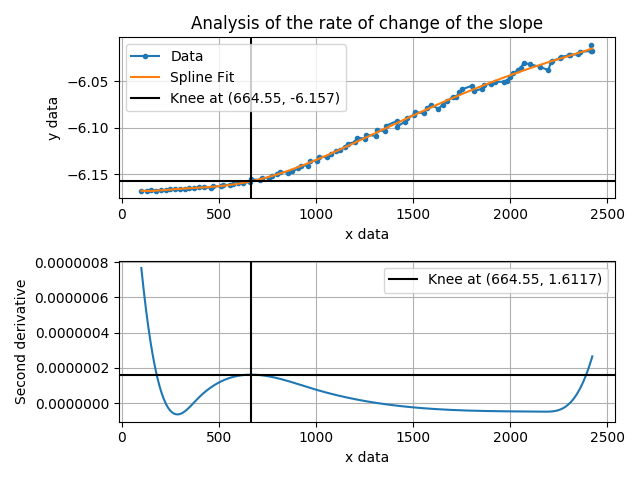 Analysis of the rate of change of the slope
Data
Spline Fit
Knee at (664.55, -6.157)
−6.05
−6.10
−6.15
y data
0
500
1000
1500
2000
2500
x data
Knee at (664.55, 1.6117)
0.0000008
0.0000006
0.0000004
0.0000002
0.0000000
Second derivative
0
500
1000
1500
2000
2500
x data